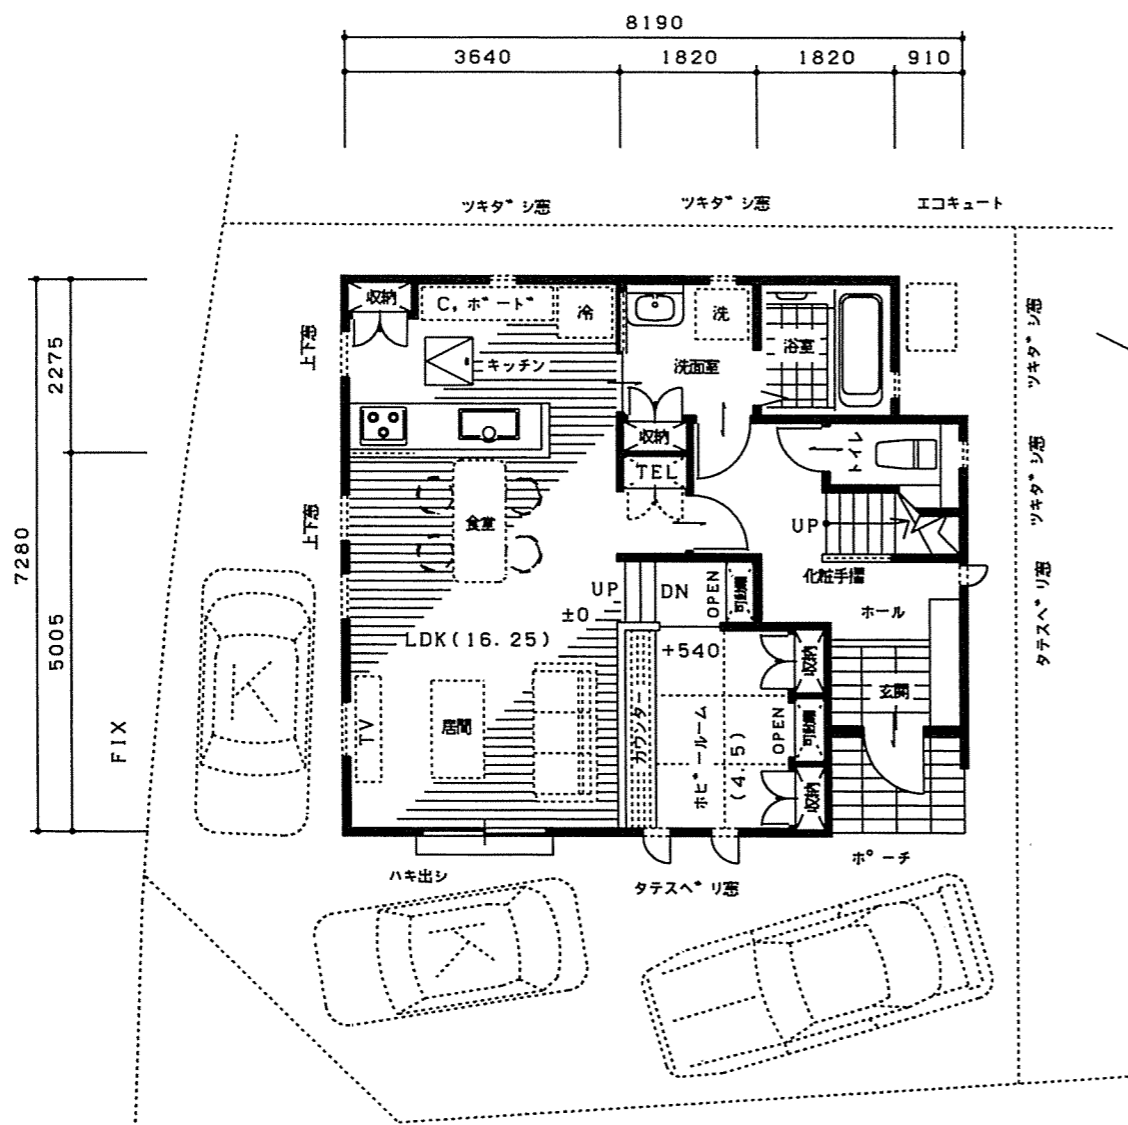 8190
3640
1820
1820
910
ツキダシ窓
ツキダシ窓
エコキュート
収納
C,ボード
冷
洗
浴室
上下窓
キッチン
洗面室
ツキダシ窓
2275
収納
トイレ
TEL
ツキダシ窓
上下窓
食堂
UP
7280
化粧手摺
UP
DN
OPEN
可動棚
ホール
タテスベリ窓
±0
LDK(16.25)
+540
5005
収納
玄関
カウンター
ホビールーム
(4.5)
OPEN
可動棚
FIX
TV
居間
収納
ポーチ
ハキ出シ
タテスベリ窓